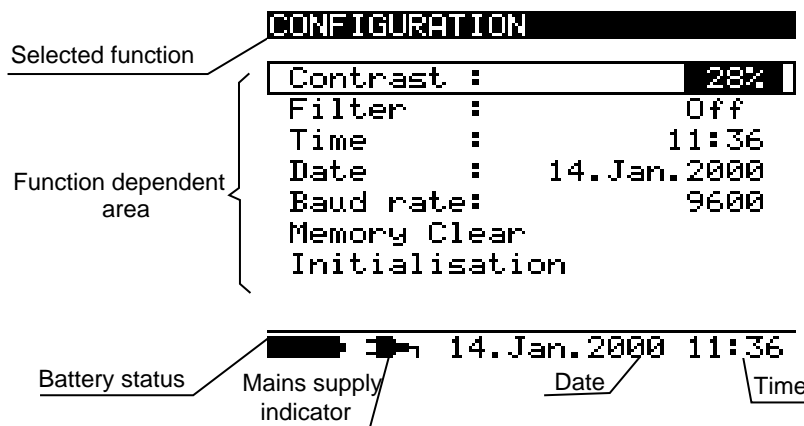 CONFIGURATION
Selected function
Contrast : 28%
Filter : Off
Time : 11:36
Date : 14.Jan.2000
Baud rate: 9600
Memory Clear
Initialisation
Function dependent
area
14.Jan.2000 11:36
Battery status
Mains supply
indicator
Date
Time